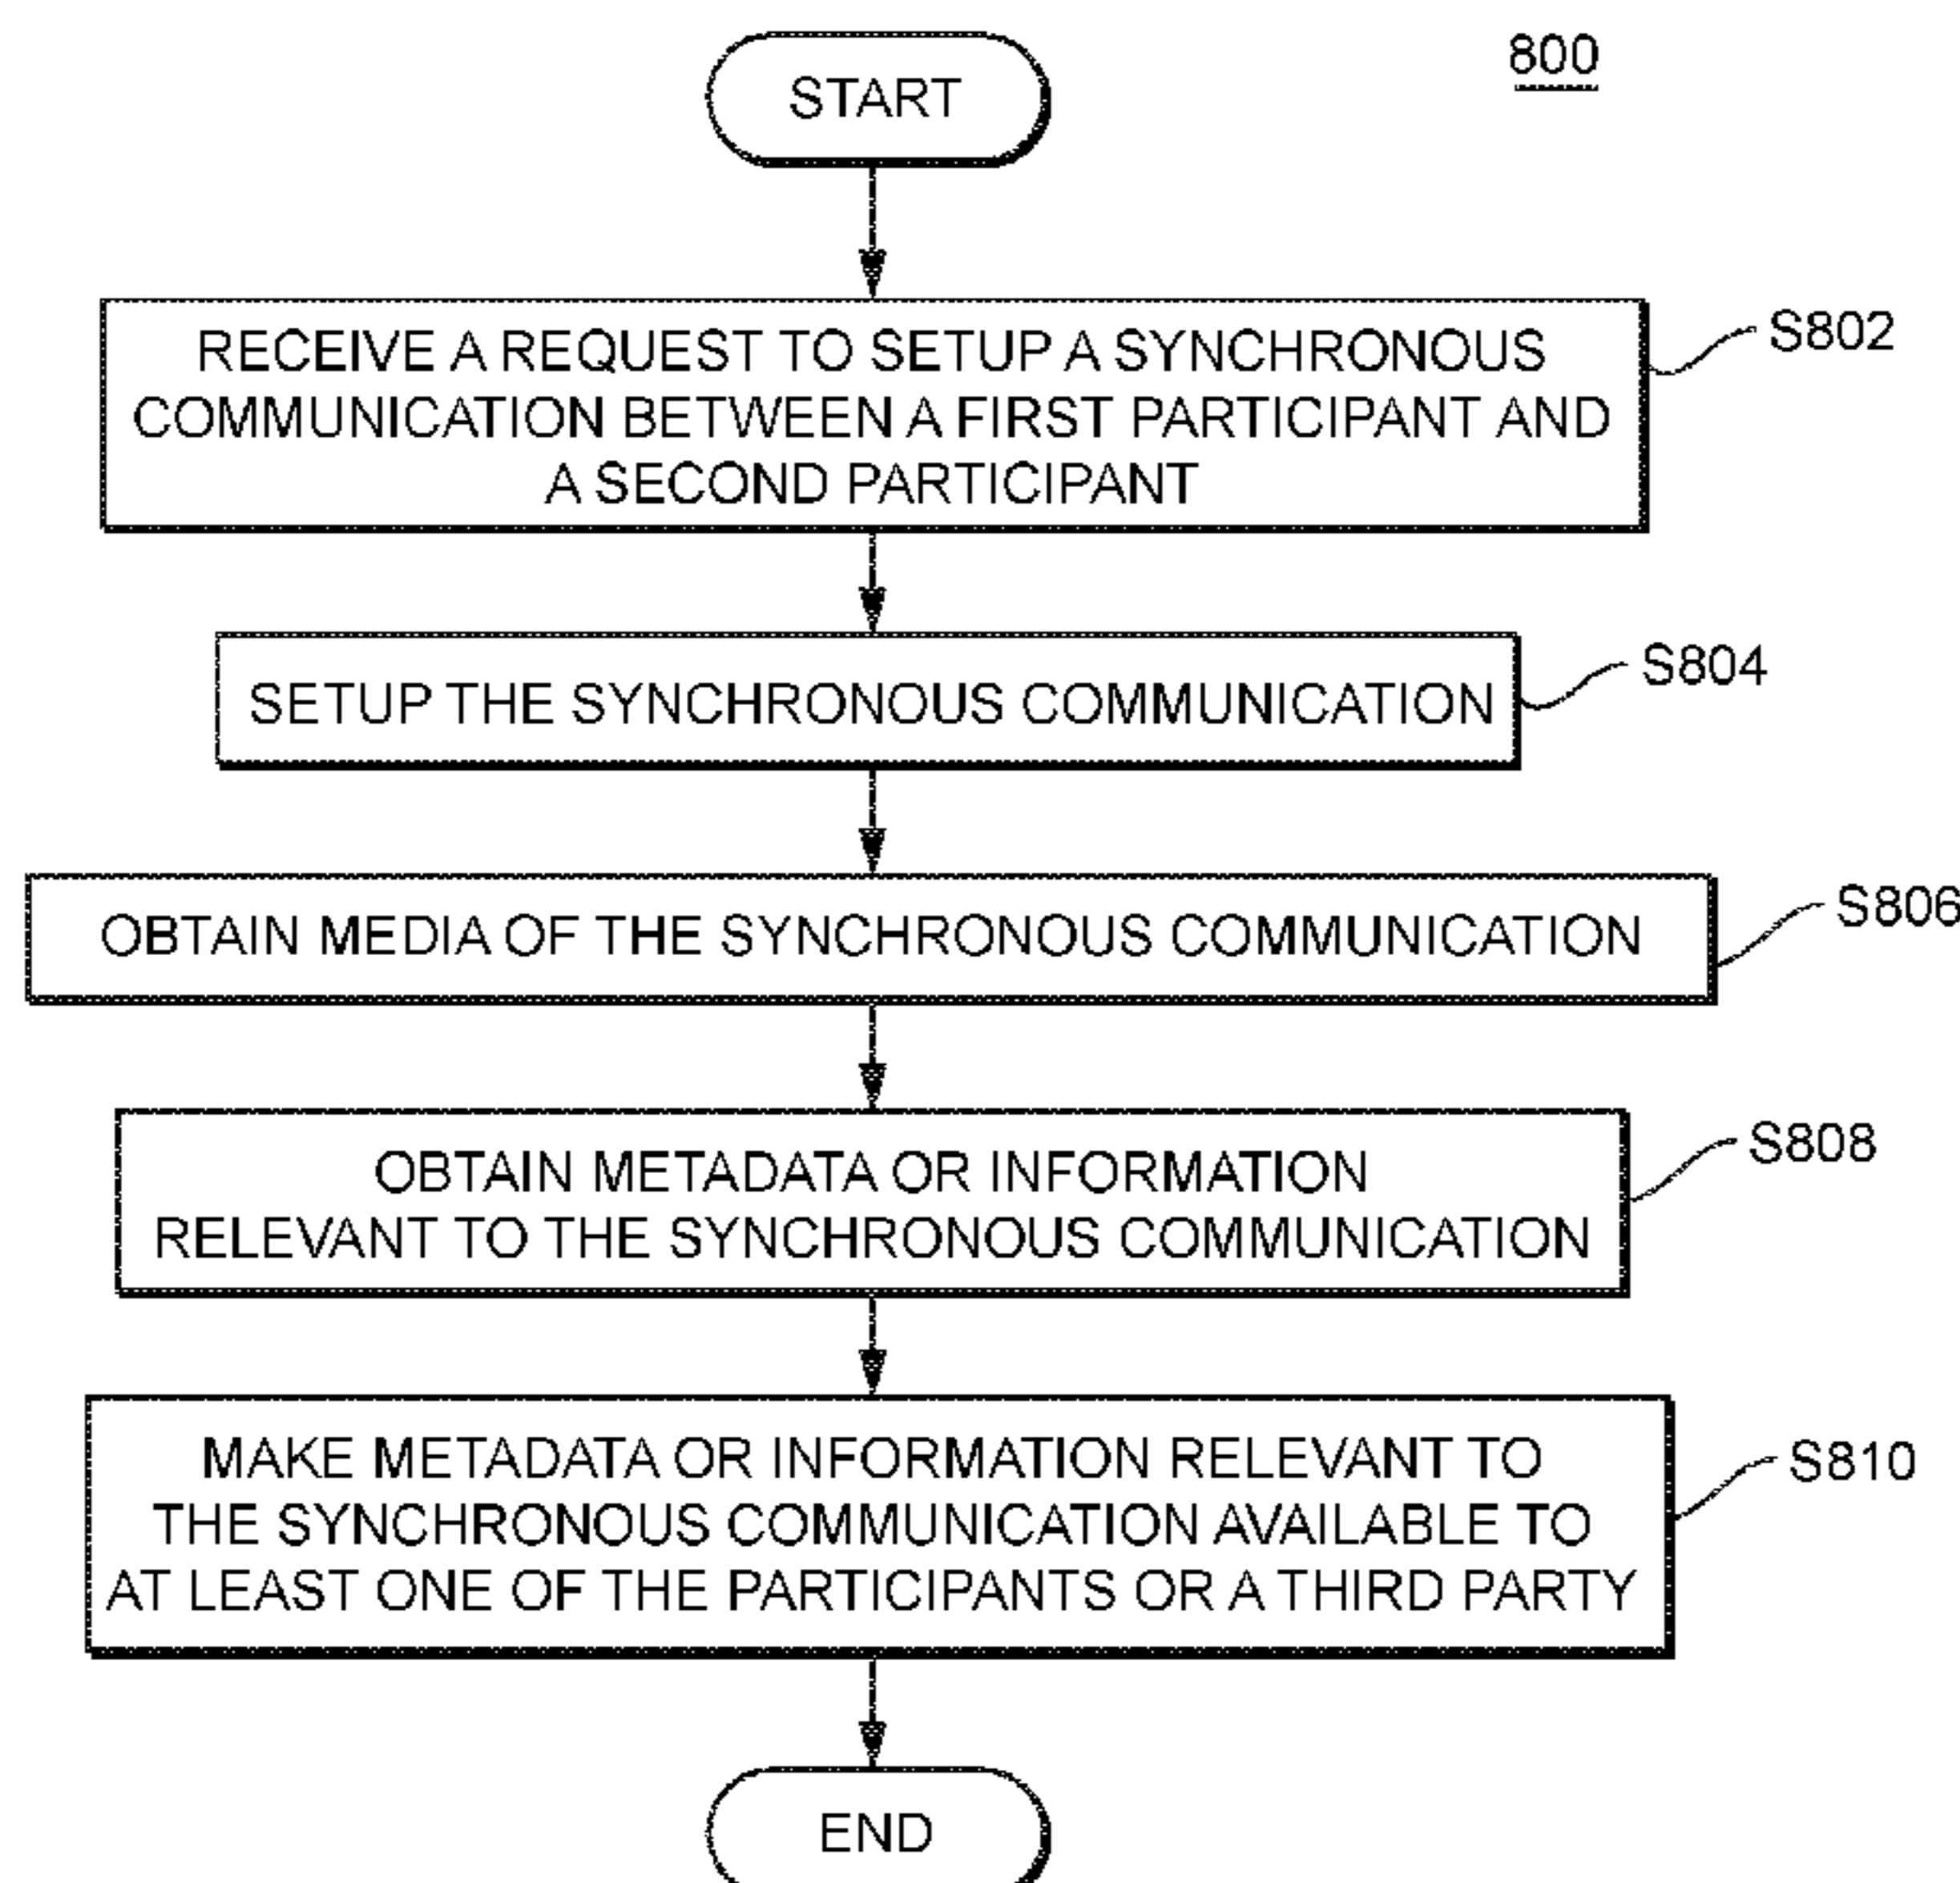 800
START
RECEIVE A REQUEST TO SETUP A SYNCHRONOUS
COMMUNICATION BETWEEN A FIRST PARTICIPANT AND
A SECOND PARTICIPANT
S802
SETUP THE SYNCHRONOUS COMMUNICATION
S804
OBTAIN MEDIA OF THE SYNCHRONOUS COMMUNICATION
S806
OBTAIN METADATA OR INFORMATION
RELEVANT TO THE SYNCHRONOUS COMMUNICATION
S808
MAKE METADATA OR INFORMATION RELEVANT TO
THE SYNCHRONOUS COMMUNICATION AVAILABLE TO
AT LEAST ONE OF THE PARTICIPANTS OR A THIRD PARTY
S810
END